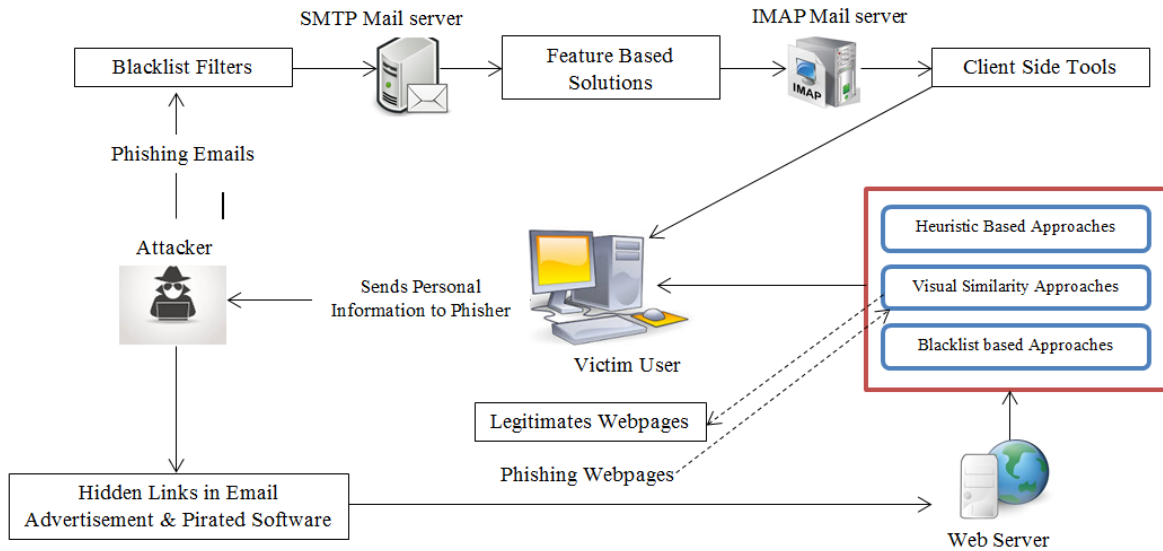 SMTP Mail server
IMAP Mail server
Blacklist Filters
Feature Based
Solutions
IMAP
Client Side Tools
Phishing Emails
Attacker
Sends Personal
Information to Phisher
Victim User
Heuristic Based Approaches
Visual Similarity Approaches
Blacklist based Approaches
Legitimates Webpages
Phishing Webpages
Hidden Links in Email
Advertisement & Pirated Software
Web Server